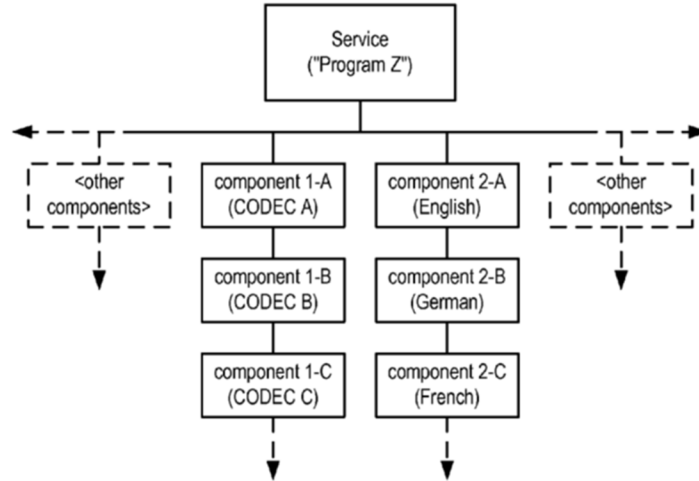 Service
("Program Z")
<other
components>
component 1-A
(CODEC A)
component 2-A
(English)
<other
components>
component 1-B
(CODEC B)
component 2-B
(German)
component 1-C
(CODEC C)
component 2-C
(French)